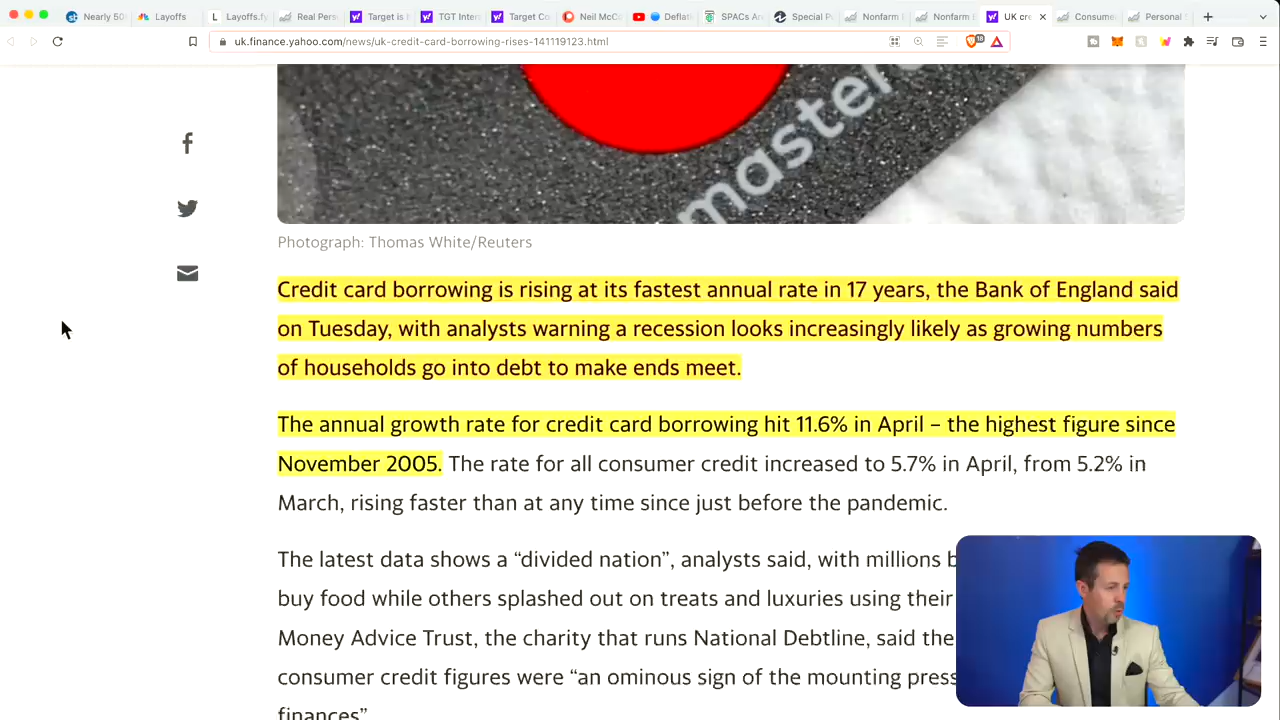 Nearly 50
Layoffs
Layoffs.fy
Real Pers
Target is
TGT Inter
Target Co
Neil McC
Deflat
SPACs Ar
Special P
Nonfarm
Nonfarm
UK cre
Consume
Personal
uk.finance.yahoo.com/news/uk-credit-card-borrowing-rises-141119123.html
masterc
Photograph: Thomas White/Reuters
Credit card borrowing is rising at its fastest annual rate in 17 years, the Bank of England said
on Tuesday, with analysts warning a recession looks increasingly likely as growing numbers
of households go into debt to make ends meet.
The annual growth rate for credit card borrowing hit 11.6% in April – the highest figure since
November 2005. The rate for all consumer credit increased to 5.7% in April, from 5.2% in
March, rising faster than at any time since just before the pandemic.
The latest data shows a “divided nation”, analysts said, with millions b
buy food while others splashed out on treats and luxuries using their
Money Advice Trust, the charity that runs National Debtline, said the
consumer credit figures were “an ominous sign of the mounting press
finances”